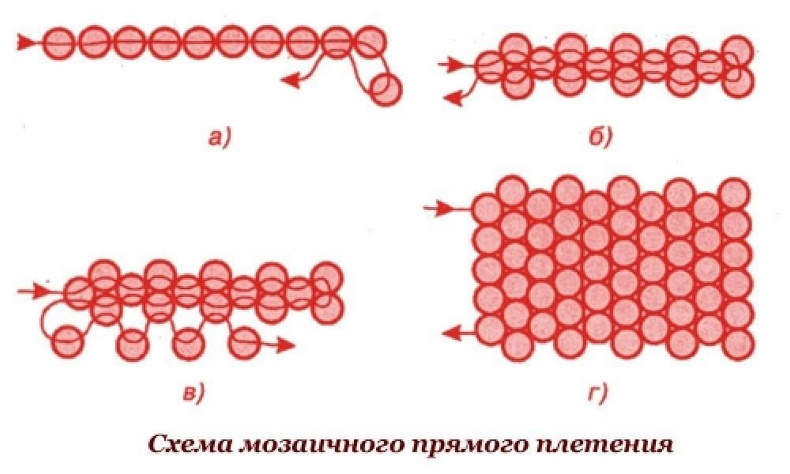 а)
б)
в)
г)
Схема мозаичного прямого плетения